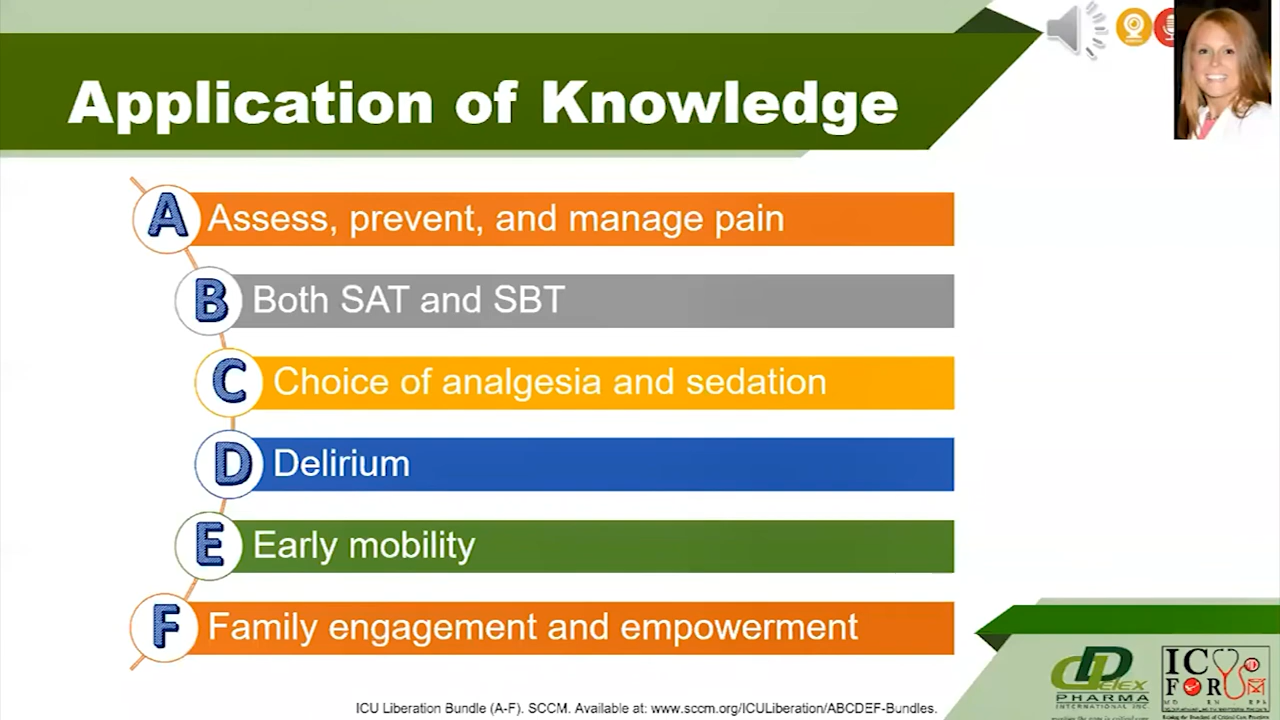 Application of Knowledge
A Assess, prevent, and manage pain
B Both SAT and SBT
C Choice of analgesia and sedation
D Delirium
E Early mobility
F Family engagement and empowerment
ICU Liberation Bundle (A-F). SCCM. Available at: www.sccm.org/ICULiberation/ABCDEF-Bundles.
Delex
PHARMA
INTERNATIONAL INC
IC
FORUM